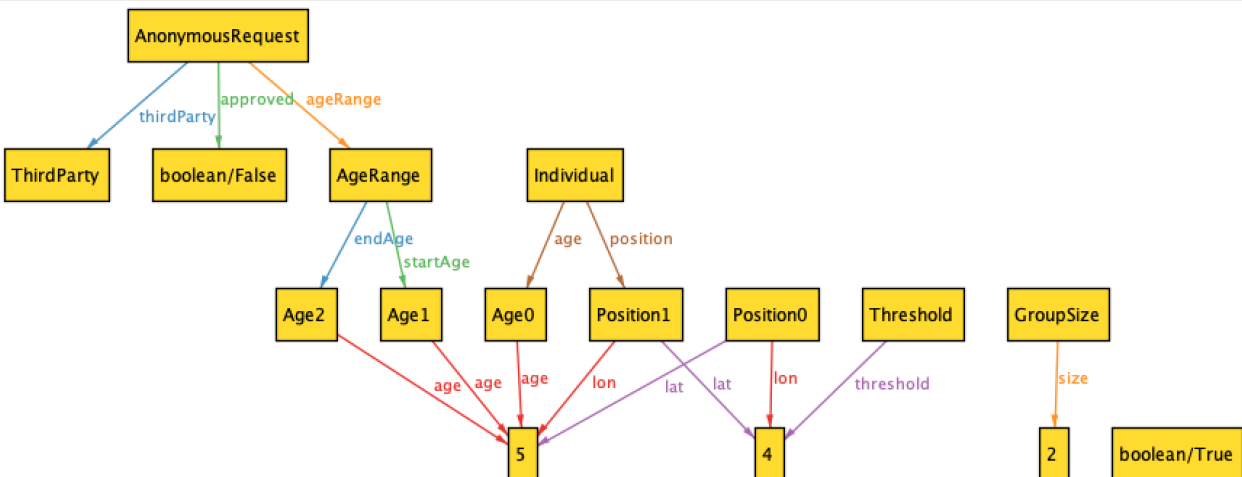 AnonymousRequest
thirdParty
approved
ageRange
ThirdParty
boolean/False
AgeRange
Individual
endAge
startAge
age
position
Age2
Age1
Age0
Position1
Position0
Threshold
GroupSize
age
age
age
lon
lat
lat
lon
threshold
size
5
4
2
boolean/True